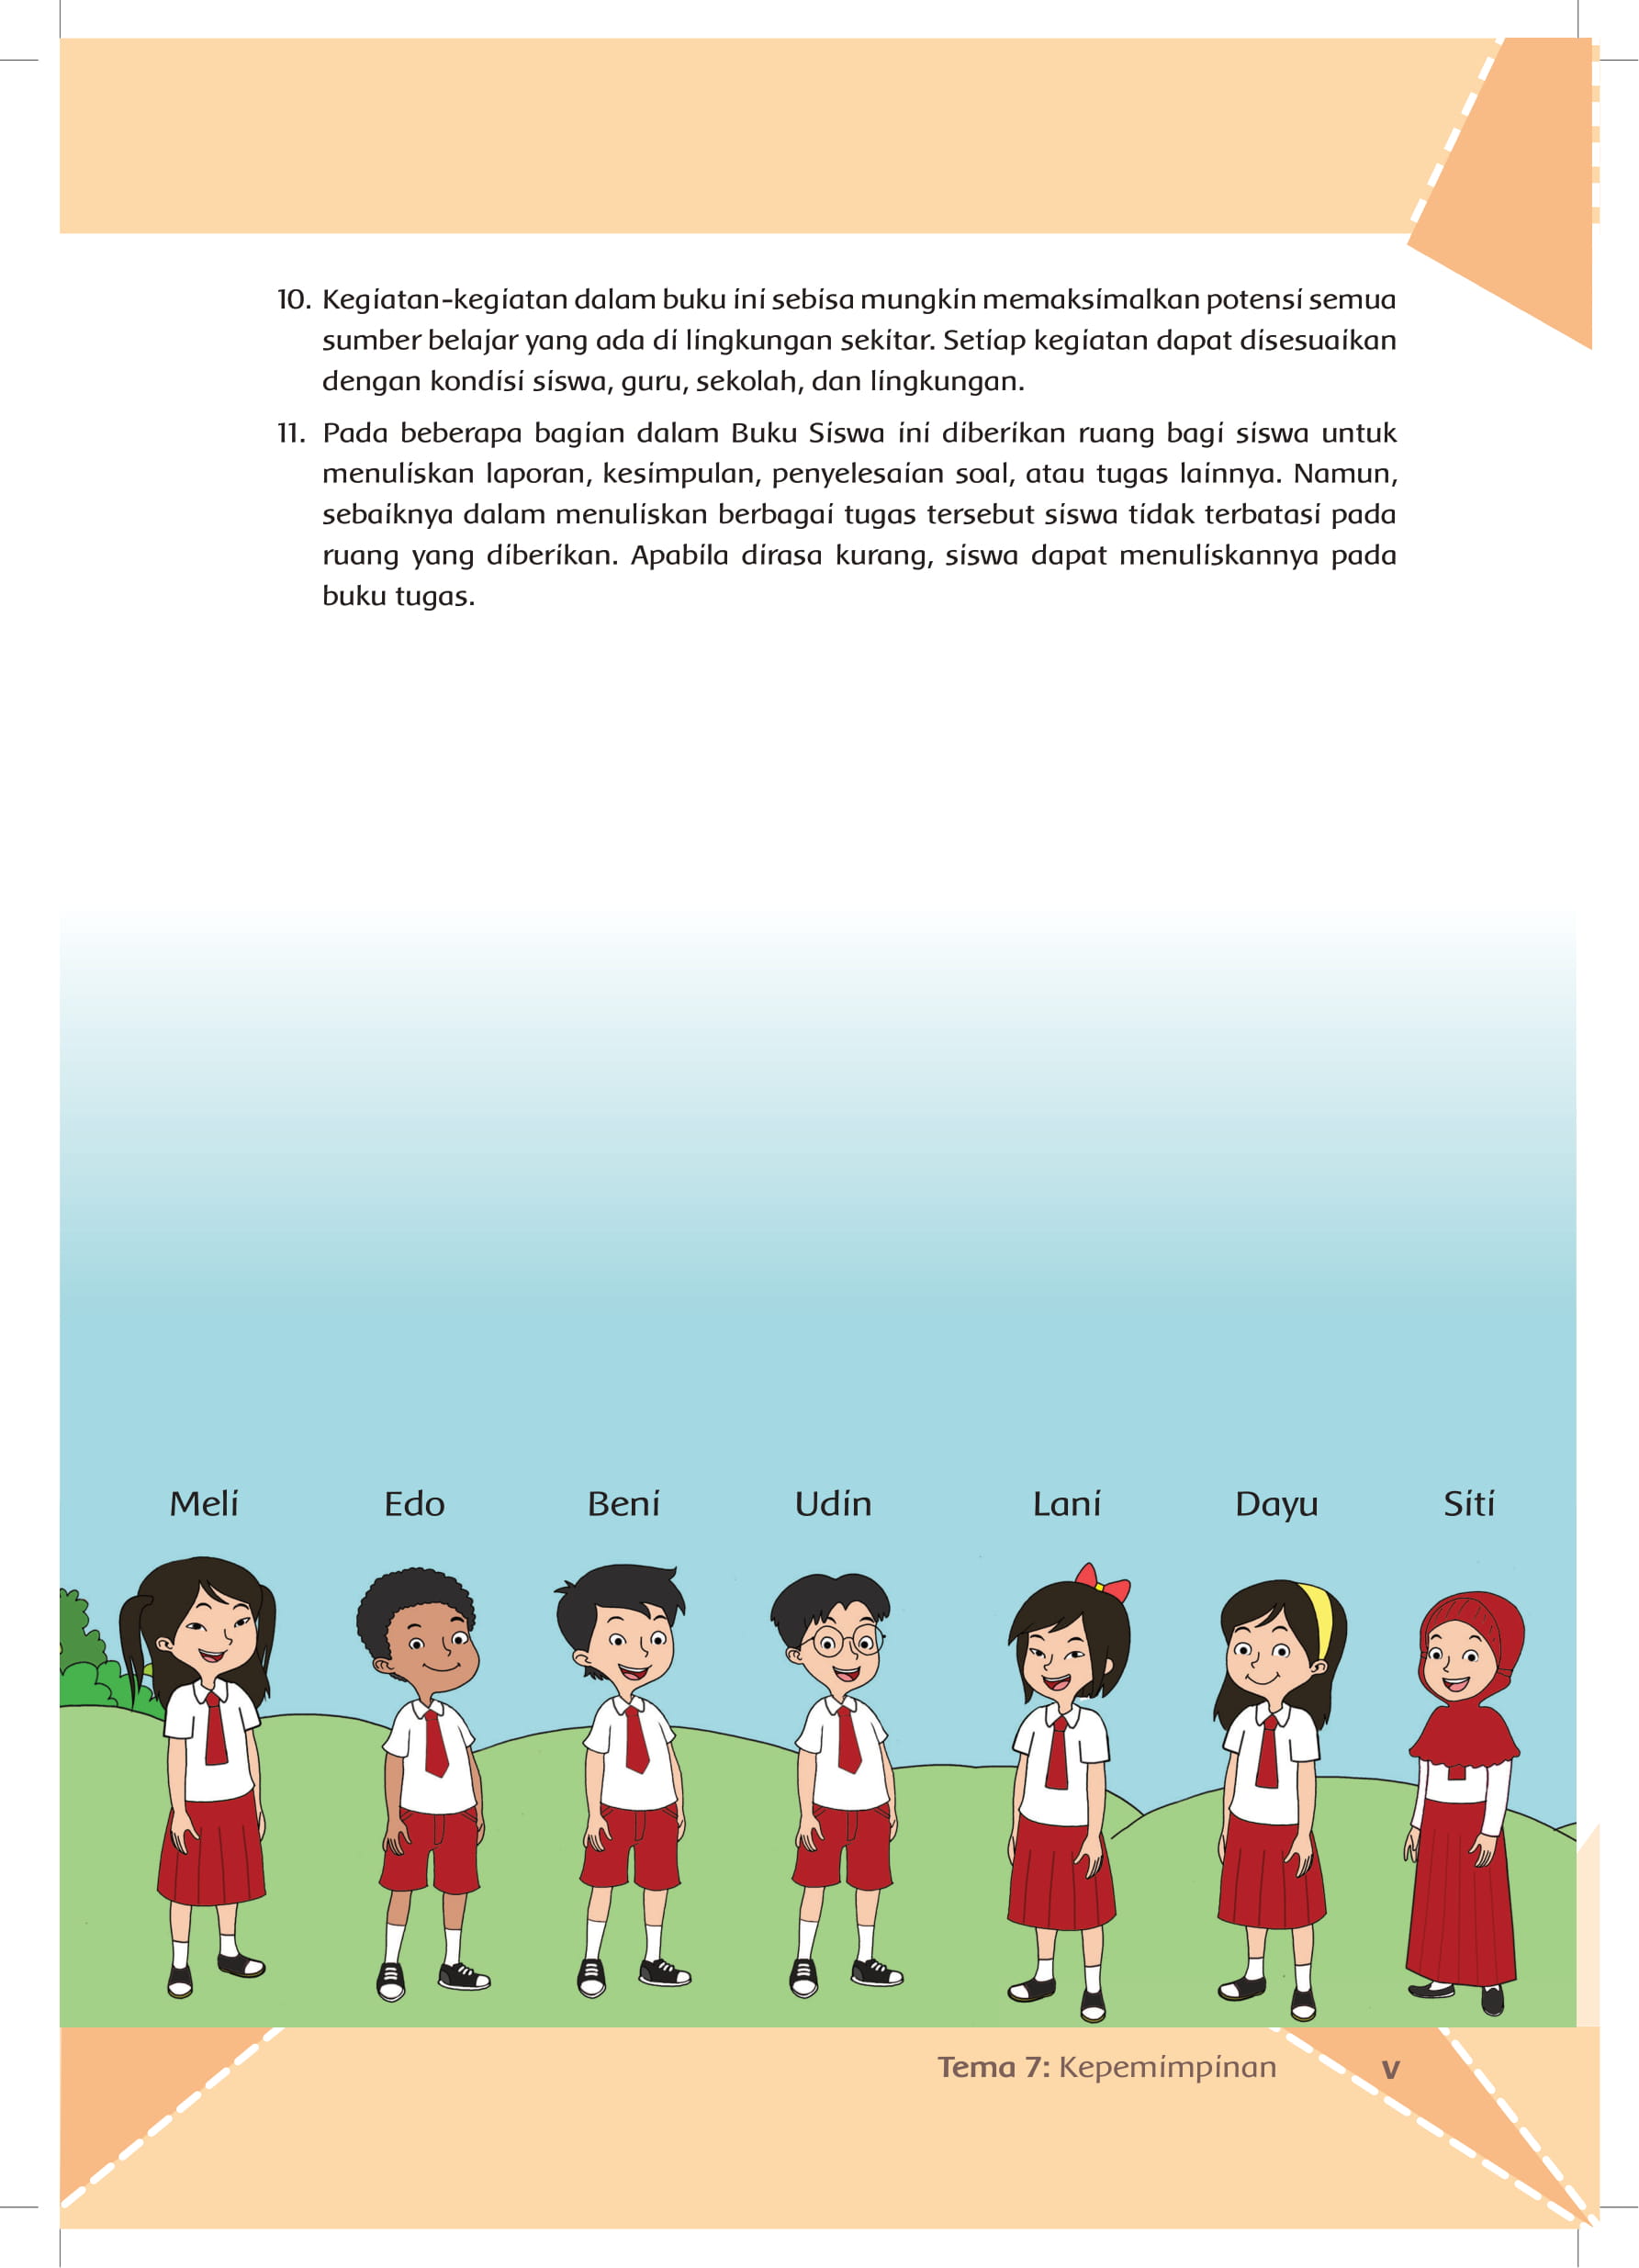 10. Kegiatan-kegiatan dalam buku ini sebisa mungkin memaksimalkan potensi semua
sumber belajar yang ada di lingkungan sekitar. Setiap kegiatan dapat disesuaikan
dengan kondisi siswa, guru, sekolah, dan lingkungan.
11. Pada beberapa bagian dalam Buku Siswa ini diberikan ruang bagi siswa untuk
menuliskan laporan, kesimpulan, penyelesaian soal, atau tugas lainnya. Namun,
sebaiknya dalam menuliskan berbagai tugas tersebut siswa tidak terbatasi pada
ruang yang diberikan. Apabila dirasa kurang, siswa dapat menuliskannya pada
buku tugas.
Meli Edo Beni Udin Lani Dayu Siti
Tema 7: Kepemimpinan v